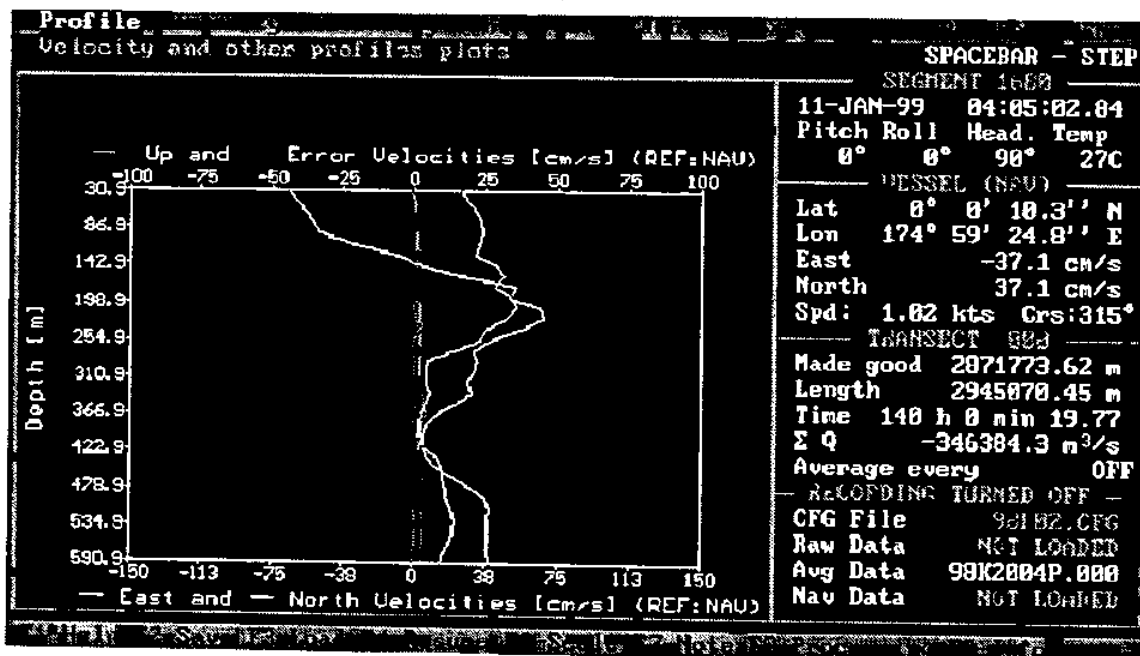 Profile
Velocity and other profiles plots
SPACEBAR - STEP
SEGMENT 1680
11-JAN-99 04:05:02.84
Pitch Roll Head. Temp
0° 0° 90° 27C
VESSEL (NAV)
Lat 0° 0' 10.3'' N
Lon 174° 59' 24.8'' E
East -37.1 cm/s
North 37.1 cm/s
Spd: 1.02 kts Crs:315°
TRANSECT
Made good 2871773.62 m
Length 2945070.45 m
Time 140 h 0 min 19.77
Σ Q -346384.3 m³/s
Average every OFF
RECORDING TURNED OFF
CFG File
Raw Data NOT LOADED
Avg Data 98K2004P.000
Nav Data NOT LOADED
— Up and Error Velocities [cm/s] (REF:NAV)
-100 -75 -50 -25 0 25 50 75 100
Depth [m]
30.9
86.9
142.9
198.9
254.9
310.9
366.9
422.9
478.9
534.9
590.9
-150 -113 -75 -38 0 38 75 113 150
— East and — North Velocities [cm/s] (REF:NAV)